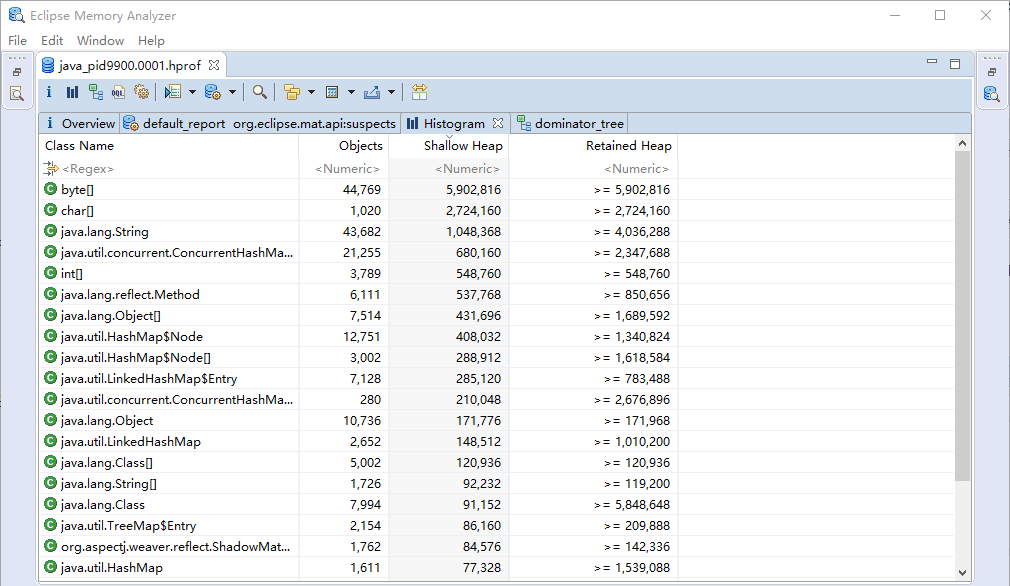 Eclipse Memory Analyzer
File Edit Window Help
java_pid9900.0001.hprof
i OQL
i Overview default_report org.eclipse.mat.api:suspects Histogram dominator_tree
Class Name Objects Shallow Heap Retained Heap
<Regex> <Numeric> <Numeric> <Numeric>
byte[] 44,769 5,902,816 >= 5,902,816
char[] 1,020 2,724,160 >= 2,724,160
java.lang.String 43,682 1,048,368 >= 4,036,288
java.util.concurrent.ConcurrentHashMa... 21,255 680,160 >= 2,347,688
int[] 3,789 548,760 >= 548,760
java.lang.reflect.Method 6,111 537,768 >= 850,656
java.lang.Object[] 7,514 431,696 >= 1,689,592
java.util.HashMap$Node 12,751 408,032 >= 1,340,824
java.util.HashMap$Node[] 3,002 288,912 >= 1,618,584
java.util.LinkedHashMap$Entry 7,128 285,120 >= 783,488
java.util.concurrent.ConcurrentHashMa... 280 210,048 >= 2,676,896
java.lang.Object 10,736 171,776 >= 171,968
java.util.LinkedHashMap 2,652 148,512 >= 1,010,200
java.lang.Class[] 5,002 120,936 >= 120,936
java.lang.String[] 1,726 92,232 >= 119,200
java.lang.Class 7,994 91,152 >= 5,848,648
java.util.TreeMap$Entry 2,154 86,160 >= 209,888
org.aspectj.weaver.reflect.ShadowMat... 1,762 84,576 >= 142,336
java.util.HashMap 1,611 77,328 >= 1,539,088